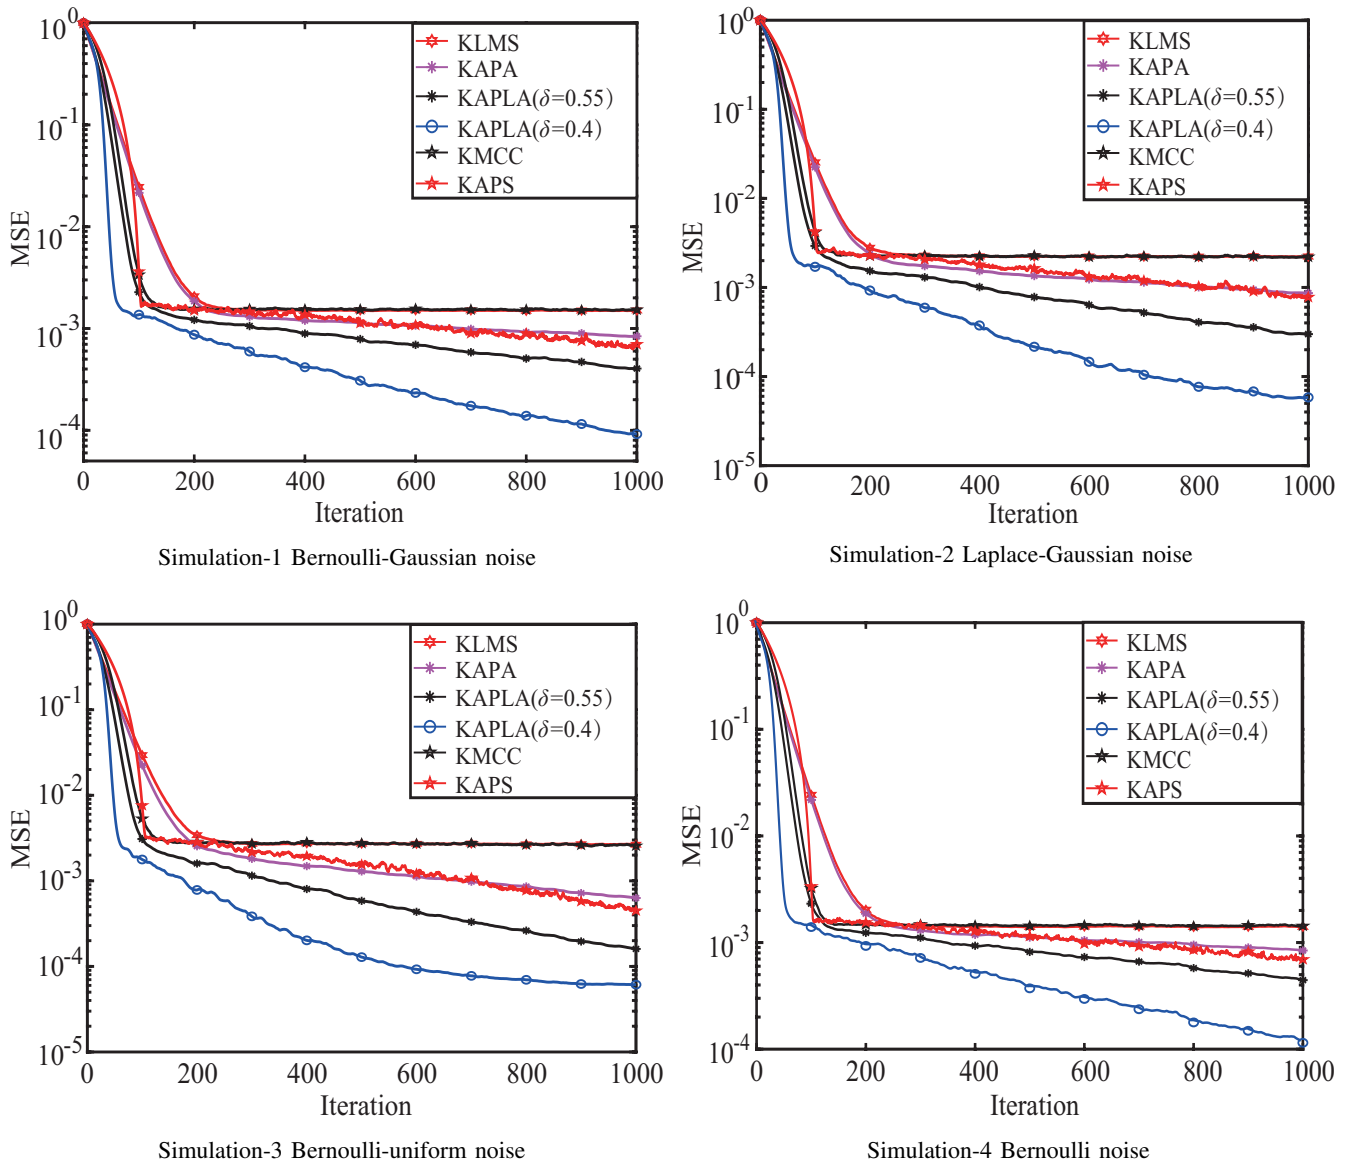 10^0
10^-1
10^-2
10^-3
10^-4
MSE
0
200
400
600
800
1000
Iteration
KLMS
KAPA
KAPLA(δ=0.55)
KAPLA(δ=0.4)
KMCC
KAPS
Simulation-1 Bernoulli-Gaussian noise
10^0
10^-1
10^-2
10^-3
10^-4
10^-5
MSE
0
200
400
600
800
1000
Iteration
KLMS
KAPA
KAPLA(δ=0.55)
KAPLA(δ=0.4)
KMCC
KAPS
Simulation-2 Laplace-Gaussian noise
10^0
10^-1
10^-2
10^-3
10^-4
10^-5
MSE
0
200
400
600
800
1000
Iteration
KLMS
KAPA
KAPLA(δ=0.55)
KAPLA(δ=0.4)
KMCC
KAPS
Simulation-3 Bernoulli-uniform noise
10^0
10^-1
10^-2
10^-3
10^-4
MSE
0
200
400
600
800
1000
Iteration
KLMS
KAPA
KAPLA(δ=0.55)
KAPLA(δ=0.4)
KMCC
KAPS
Simulation-4 Bernoulli noise